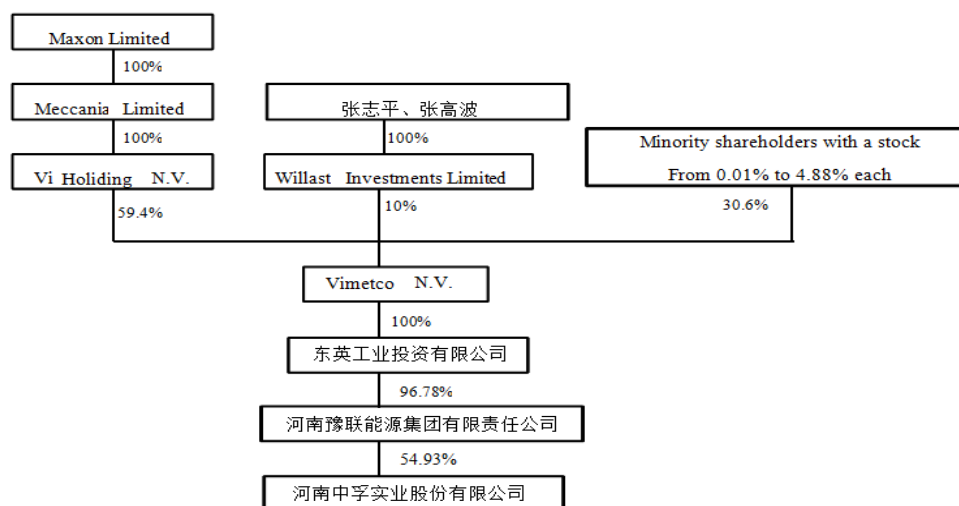 Maxon Limited
100%
Meccania Limited
100%
Vi Holiding N.V.
59.4%
张志平、张高波
100%
Willast Investments Limited
10%
Minority shareholders with a stock
From 0.01% to 4.88% each
30.6%
Vimetco N.V.
100%
东英工业投资有限公司
96.78%
河南豫联能源集团有限责任公司
54.93%
河南中孚实业股份有限公司